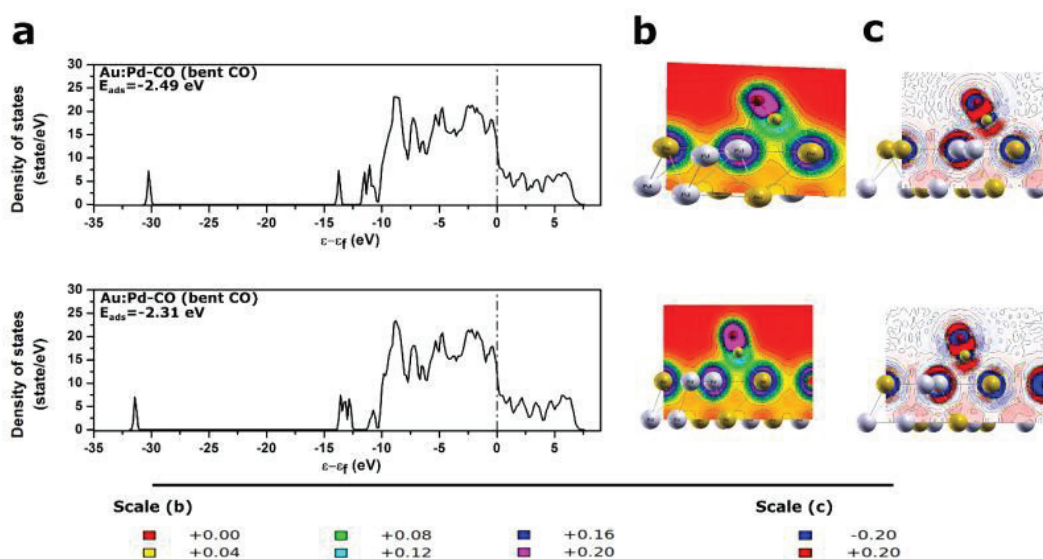 a
b
c
Au:Pd-CO (bent CO)
Eads=-2.49 eV
Density of states
(state/eV)
30
25
20
15
10
5
0
-35 -30 -25 -20 -15 -10 -5 0 5
ε-εf (eV)
Au:Pd-CO (bent CO)
Eads=-2.31 eV
Density of states
(state/eV)
30
25
20
15
10
5
0
-35 -30 -25 -20 -15 -10 -5 0 5
ε-εf (eV)
Scale (b)
Scale (c)
+0.00 +0.08 +0.16 -0.20
+0.04 +0.12 +0.20 +0.20